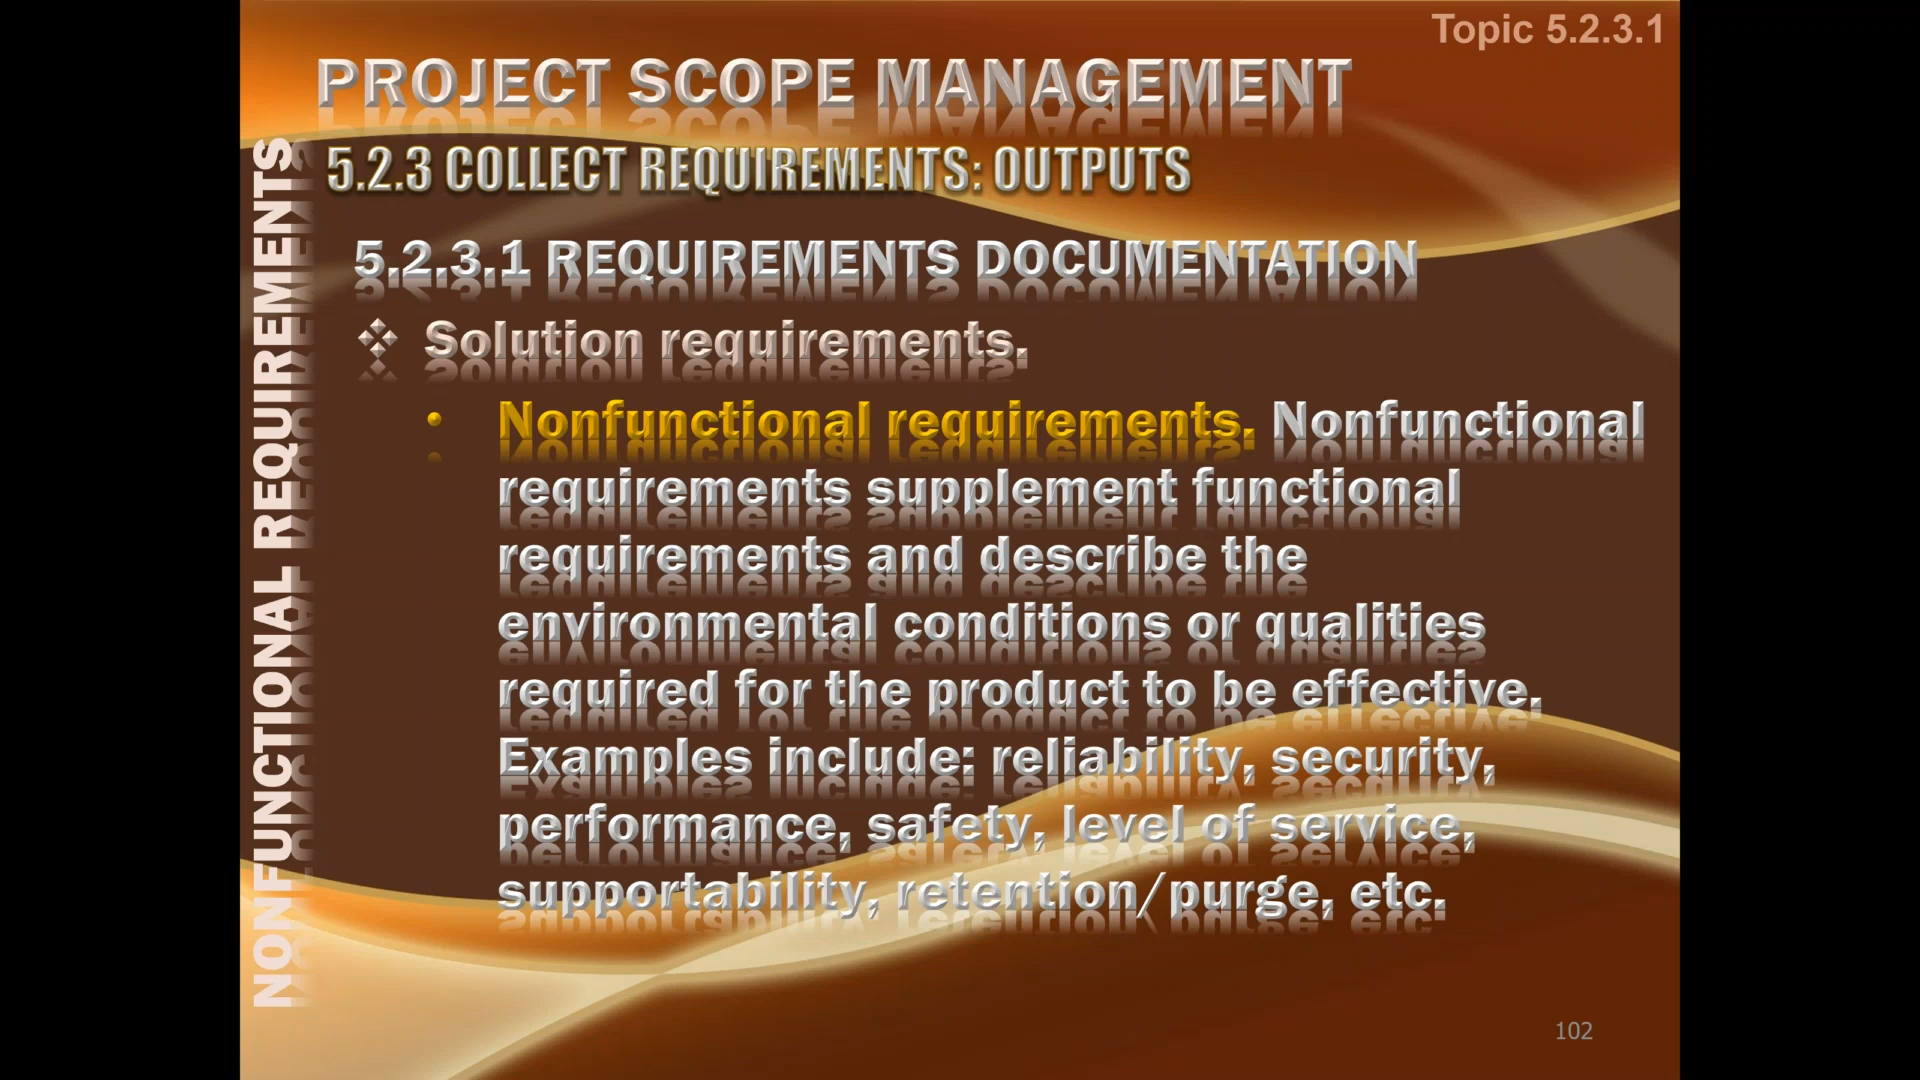 Topic 5.2.3.1
PROJECT SCOPE MANAGEMENT
5.2.3 COLLECT REQUIREMENTS: OUTPUTS
NONFUNCTIONAL REQUIREMENTS
5.2.3.1 REQUIREMENTS DOCUMENTATION
❖ Solution requirements.
• Nonfunctional requirements. Nonfunctional
requirements supplement functional
requirements and describe the
environmental conditions or qualities
required for the product to be effective.
Examples include: reliability, security,
performance, safety, level of service,
supportability, retention/purge, etc.
102